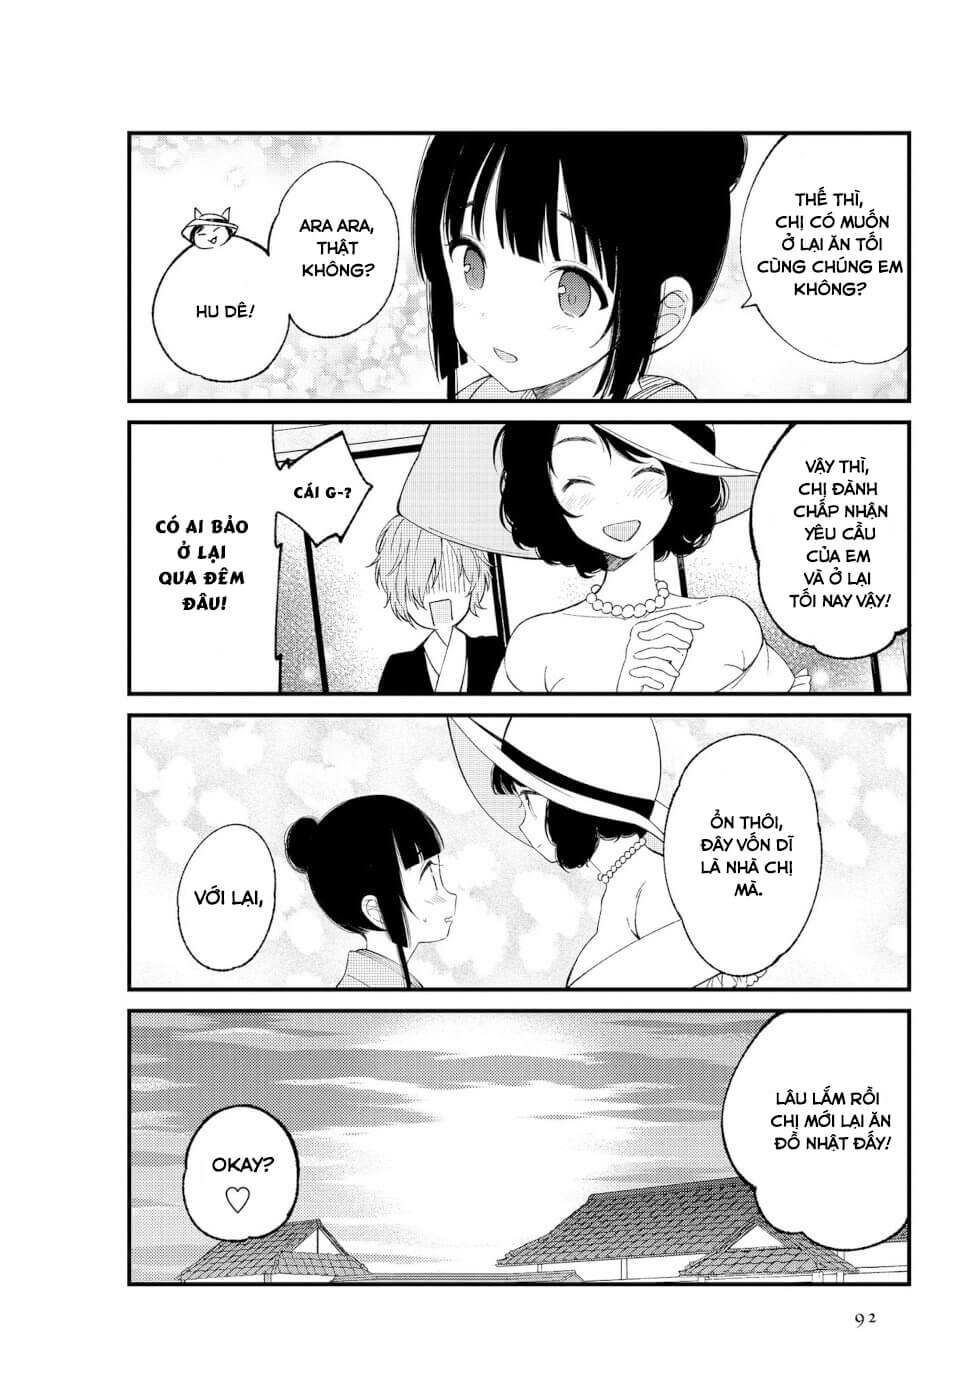 THẾ THÌ,
CHỊ CÓ MUỐN
Ở LẠI ĂN TỐI
CÙNG CHÚNG EM
KHÔNG?
ARA ARA,
THẬT
KHÔNG?
HU DÊ!
VẬY THÌ,
CHỊ ĐÀNH
CHẤP NHẬN
YÊU CẦU
CỦA EM
VÀ Ở LẠI
TỐI NAY VẬY!
CÁI G-?
CÓ AI BẢO
Ở LẠI
QUA ĐÊM
ĐÂU!
ỔN THÔI,
ĐÂY VỐN DĨ
LÀ NHÀ CHỊ
MÀ.
VỚI LẠI,
LÂU LẮM RỒI
CHỊ MỚI LẠI ĂN
ĐỒ NHẬT ĐẤY!
OKAY?
♡
92